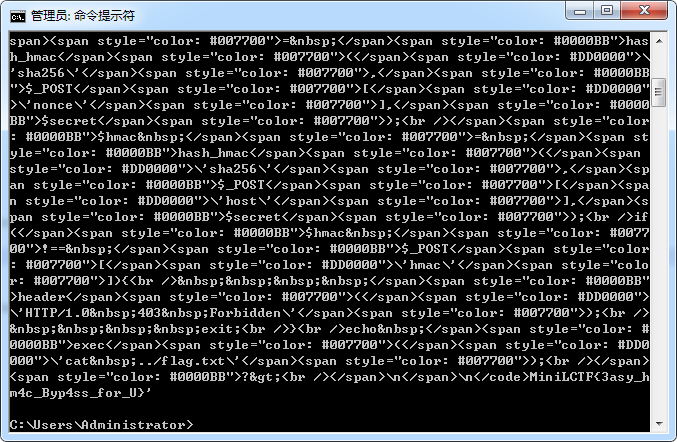 管理员: 命令提示符
span><span style="color: #007700">=&nbsp;</span><span style="color: #0000BB">has
h_hmac</span><span style="color: #007700">(</span><span style="color: #DD0000">\
'sha256\'</span><span style="color: #007700">,</span><span style="color: #0000BB
">$_POST</span><span style="color: #007700">[</span><span style="color: #DD0000"
>\'nonce\'</span><span style="color: #007700">],</span><span style="color: #0000
BB">$secret</span><span style="color: #007700">);<br /></span><span style="color
: #0000BB">$hmac&nbsp;</span><span style="color: #007700">=&nbsp;</span><span st
yle="color: #0000BB">hash_hmac</span><span style="color: #007700">(</span><span
style="color: #DD0000">\'sha256\'</span><span style="color: #007700">,</span><sp
an style="color: #0000BB">$_POST</span><span style="color: #007700">[</span><spa
n style="color: #DD0000">\'host\'</span><span style="color: #007700">],</span><s
pan style="color: #0000BB">$secret</span><span style="color: #007700">);<br />if
(</span><span style="color: #0000BB">$hmac&nbsp;</span><span style="color: #0077
00">!==&nbsp;</span><span style="color: #0000BB">$_POST</span><span style="color
: #007700">[</span><span style="color: #DD0000">\'hmac\'</span><span style="colo
r: #007700">]){<br />&nbsp;&nbsp;&nbsp;&nbsp;</span><span style="color: #0000BB"
>header</span><span style="color: #007700">(</span><span style="color: #DD0000">
\'HTTP/1.0&nbsp;403&nbsp;Forbidden\'</span><span style="color: #007700">);<br />
&nbsp;&nbsp;&nbsp;&nbsp;exit;<br />}<br />echo&nbsp;</span><span style="color: #
0000BB">exec</span><span style="color: #007700">(</span><span style="color: #DD0
000">\'cat&nbsp;../flag.txt\'</span><span style="color: #007700">);<br /></span>
<span style="color: #0000BB">?&gt;<br /></span>\n</span>\n</code>MiniLCTF{3asy_h
m4c_Byp4ss_for_U}'
C:\Users\Administrator>